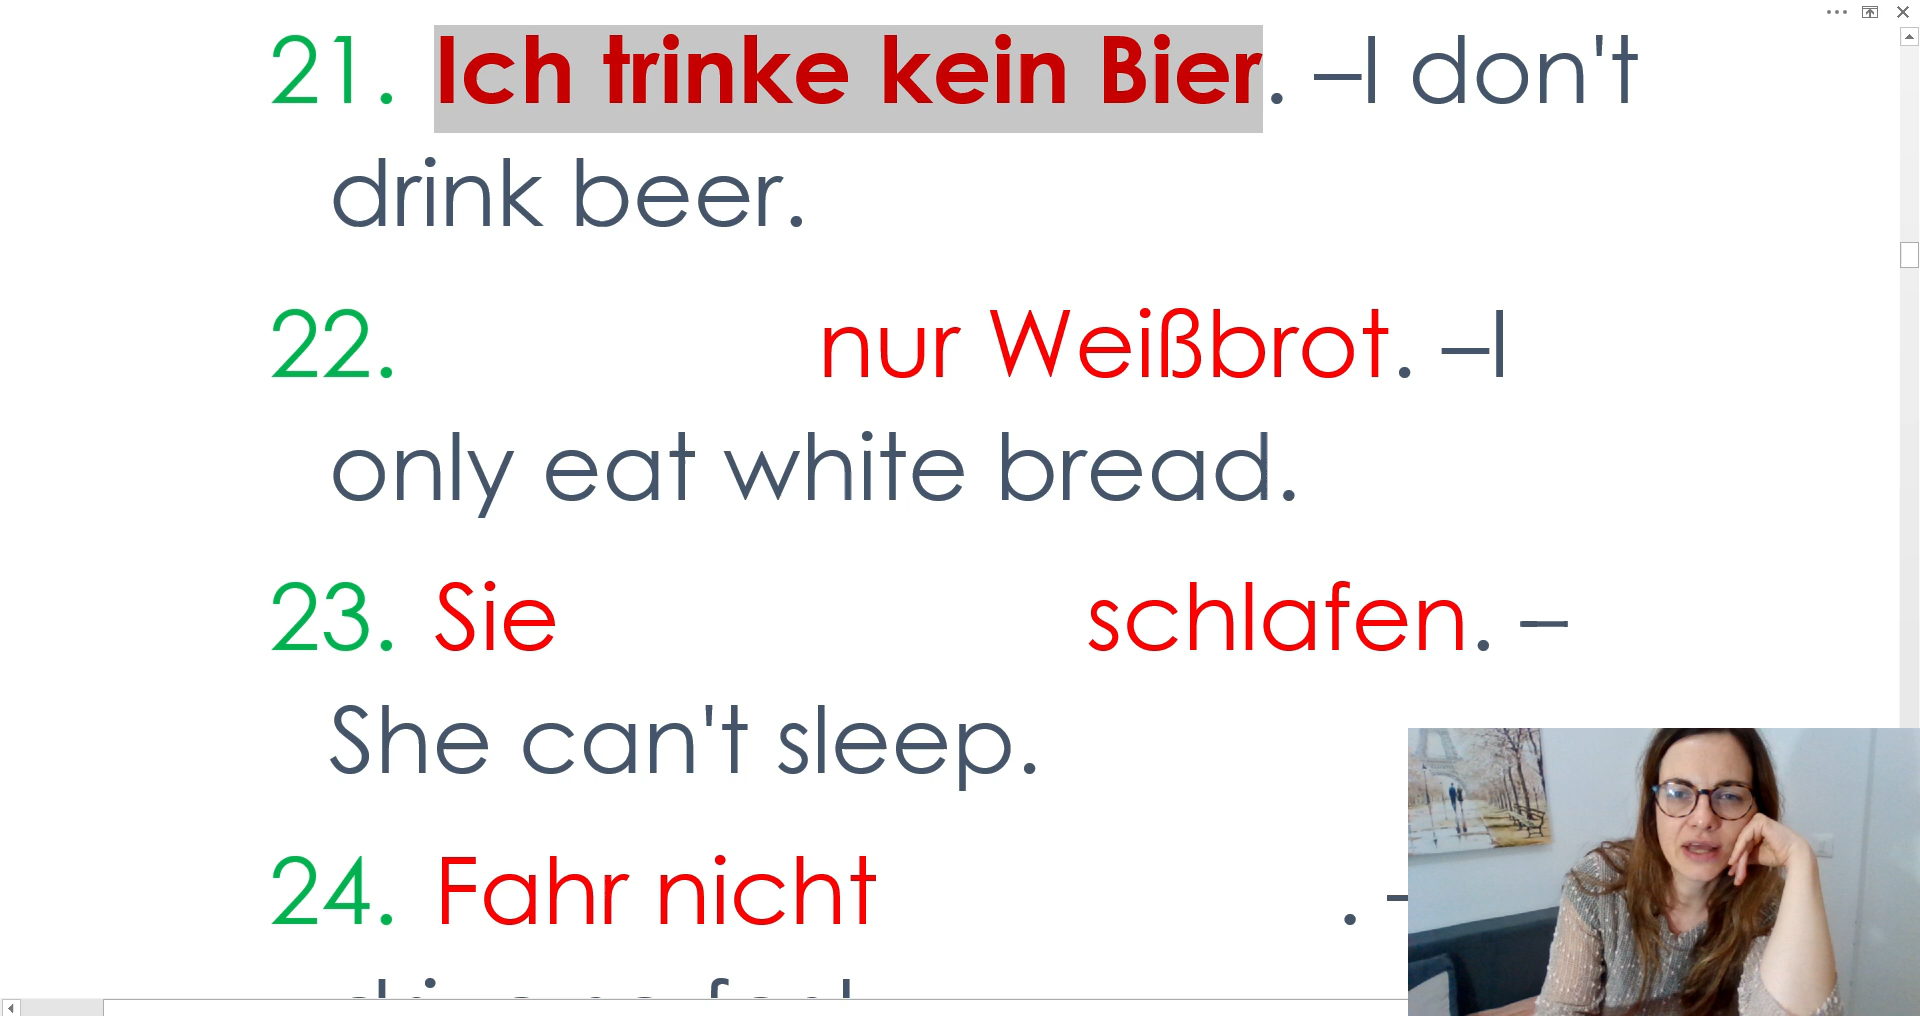 21. Ich trinke kein Bier. –I don't
drink beer.
22. nur Weißbrot. –I
only eat white bread.
23. Sie schlafen. –
She can't sleep.
24. Fahr nicht . -